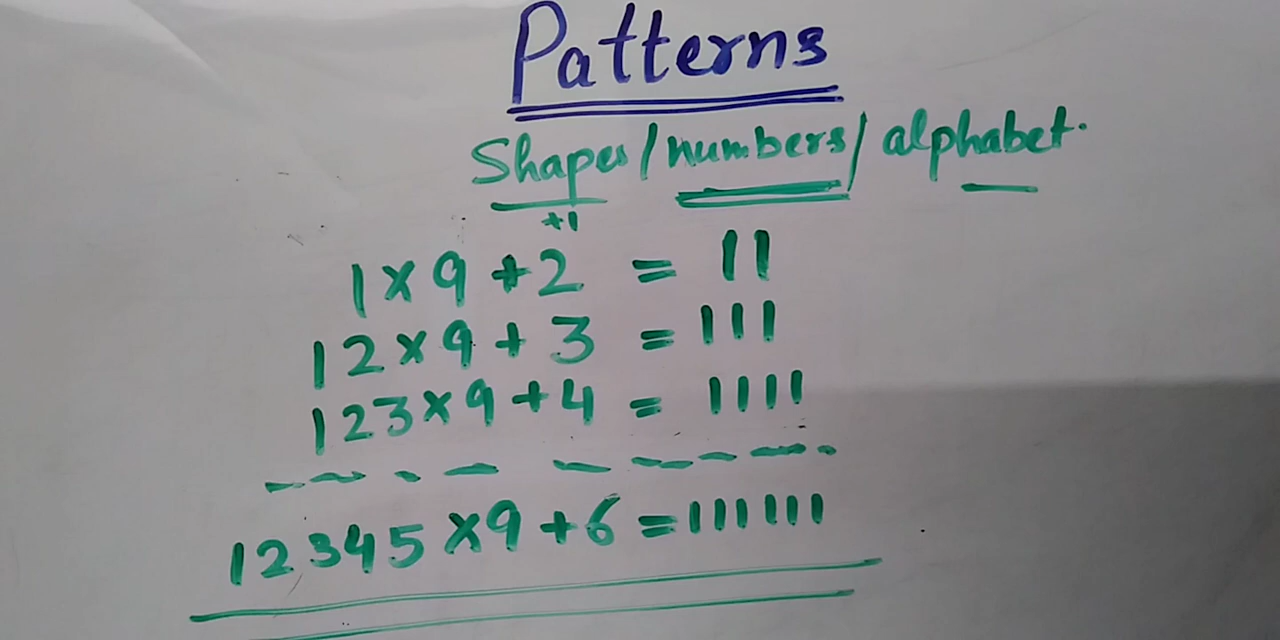 Patterns
Shapes/numbers/alphabet.
+1
1×9+2 = 11
12×9+3 = 111
123×9+4 = 1111
12345×9+6=111111